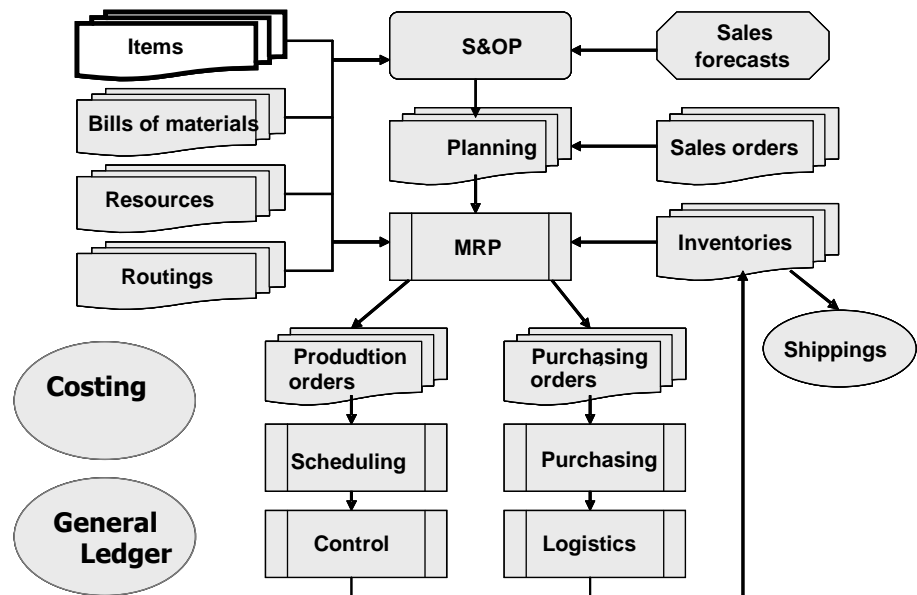 Items
S&OP
Sales
forecasts
Bills of materials
Planning
Sales orders
Resources
Routings
MRP
Inventories
Shippings
Produdtion
orders
Purchasing
orders
Costing
Scheduling
Purchasing
General
Ledger
Control
Logistics